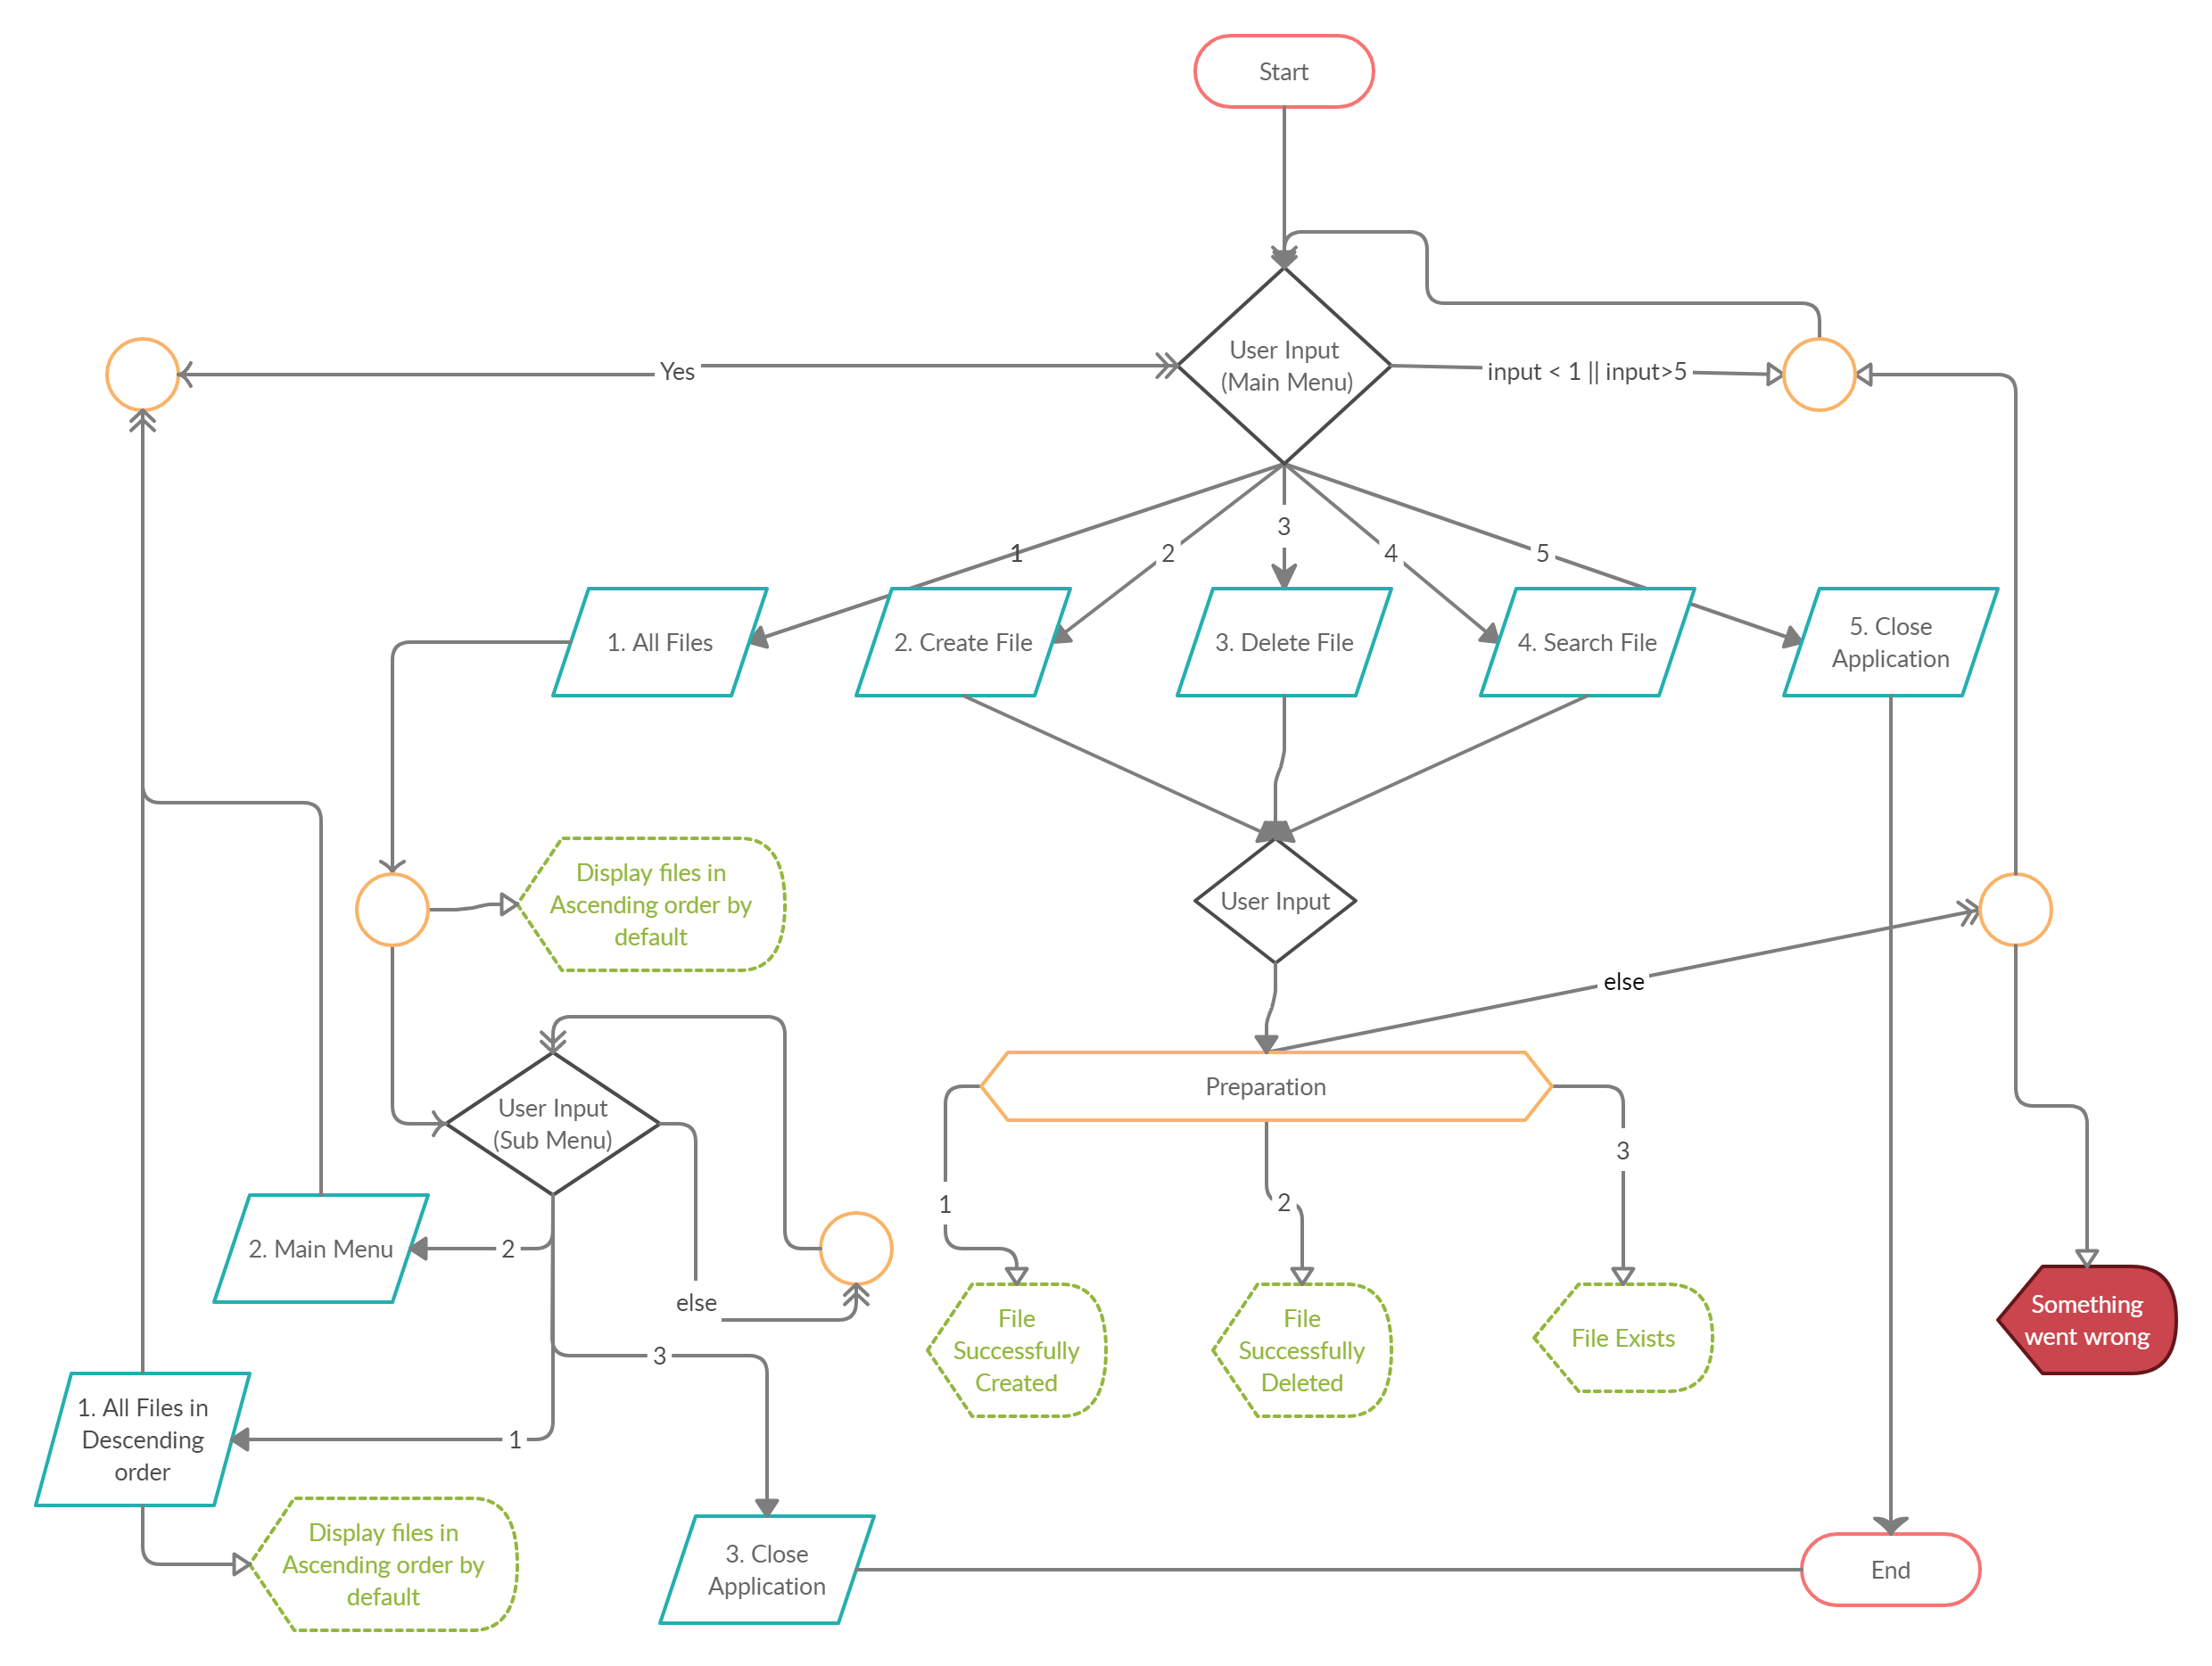 Start
User Input
(Main Menu)
Yes
input < 1 || input>5
1
2
3
4
5
1. All Files
2. Create File
3. Delete File
4. Search File
5. Close
Application
Display files in
Ascending order by
default
User Input
else
User Input
(Sub Menu)
Preparation
2. Main Menu
2
else
1
2
3
File
Successfully
Created
File
Successfully
Deleted
File Exists
Something
went wrong
3
1. All Files in
Descending
order
1
Display files in
Ascending order by
default
3. Close
Application
End